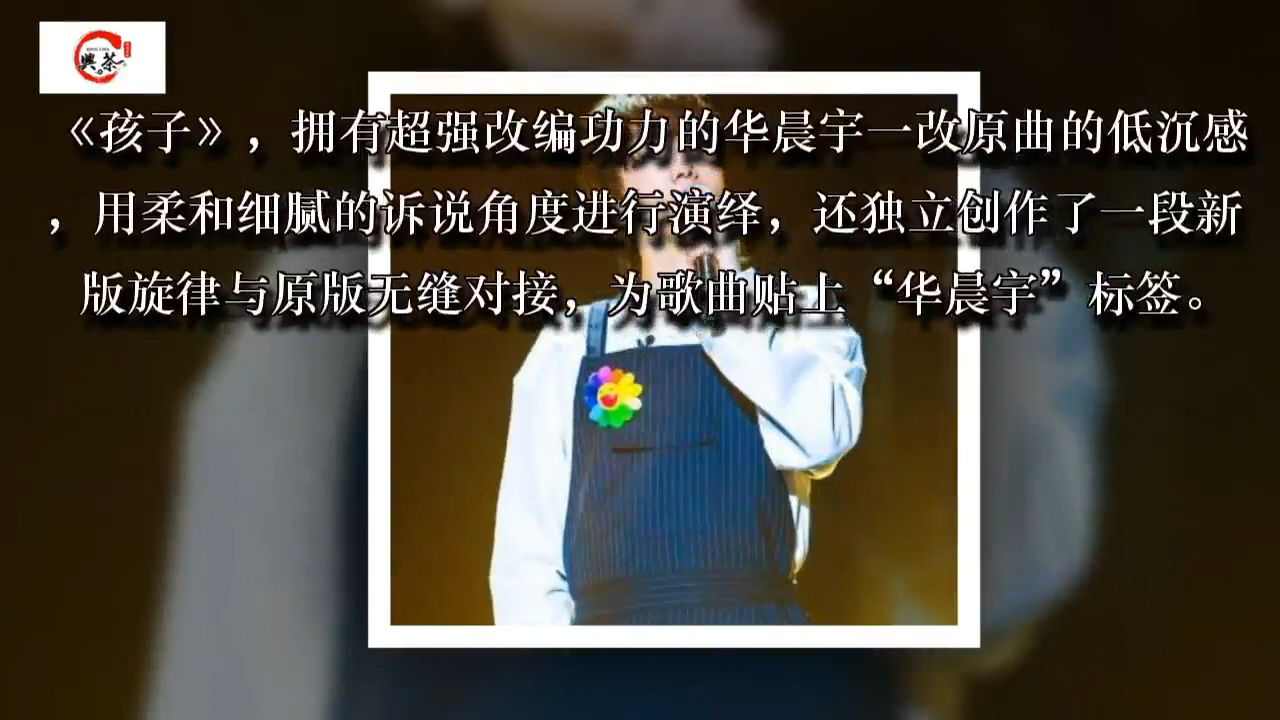 興茶
《孩子》，拥有超强改编功力的华晨宇一改原曲的低沉感
，用柔和细腻的诉说角度进行演绎，还独立创作了一段新
版旋律与原版无缝对接，为歌曲贴上“华晨宇”标签。